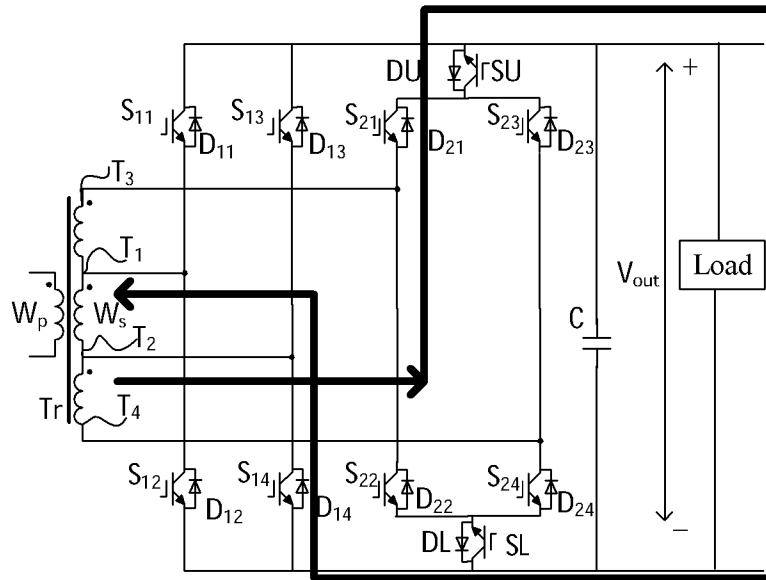 DU SU
S11 S13 S21 S23
D11 D13 D21 D23
T3
T1
Wp Ws
T2
Tr T4
+
Vout
Load
C
S12 S14 S22 S24
D12 D14 D22 D24
DL SL
−